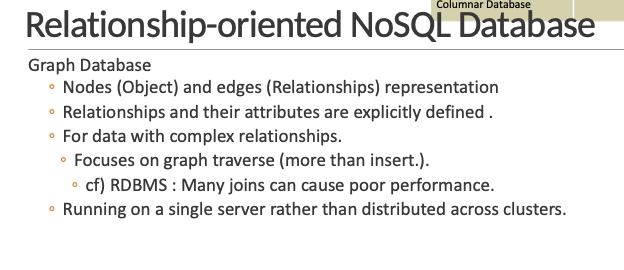 Columnar Database
Relationship-oriented NoSQL Database
Graph Database
Nodes (Object) and edges (Relationships) representation
Relationships and their attributes are explicitly defined .
For data with complex relationships.
Focuses on graph traverse (more than insert.).
cf) RDBMS : Many joins can cause poor performance.
Running on a single server rather than distributed across clusters.